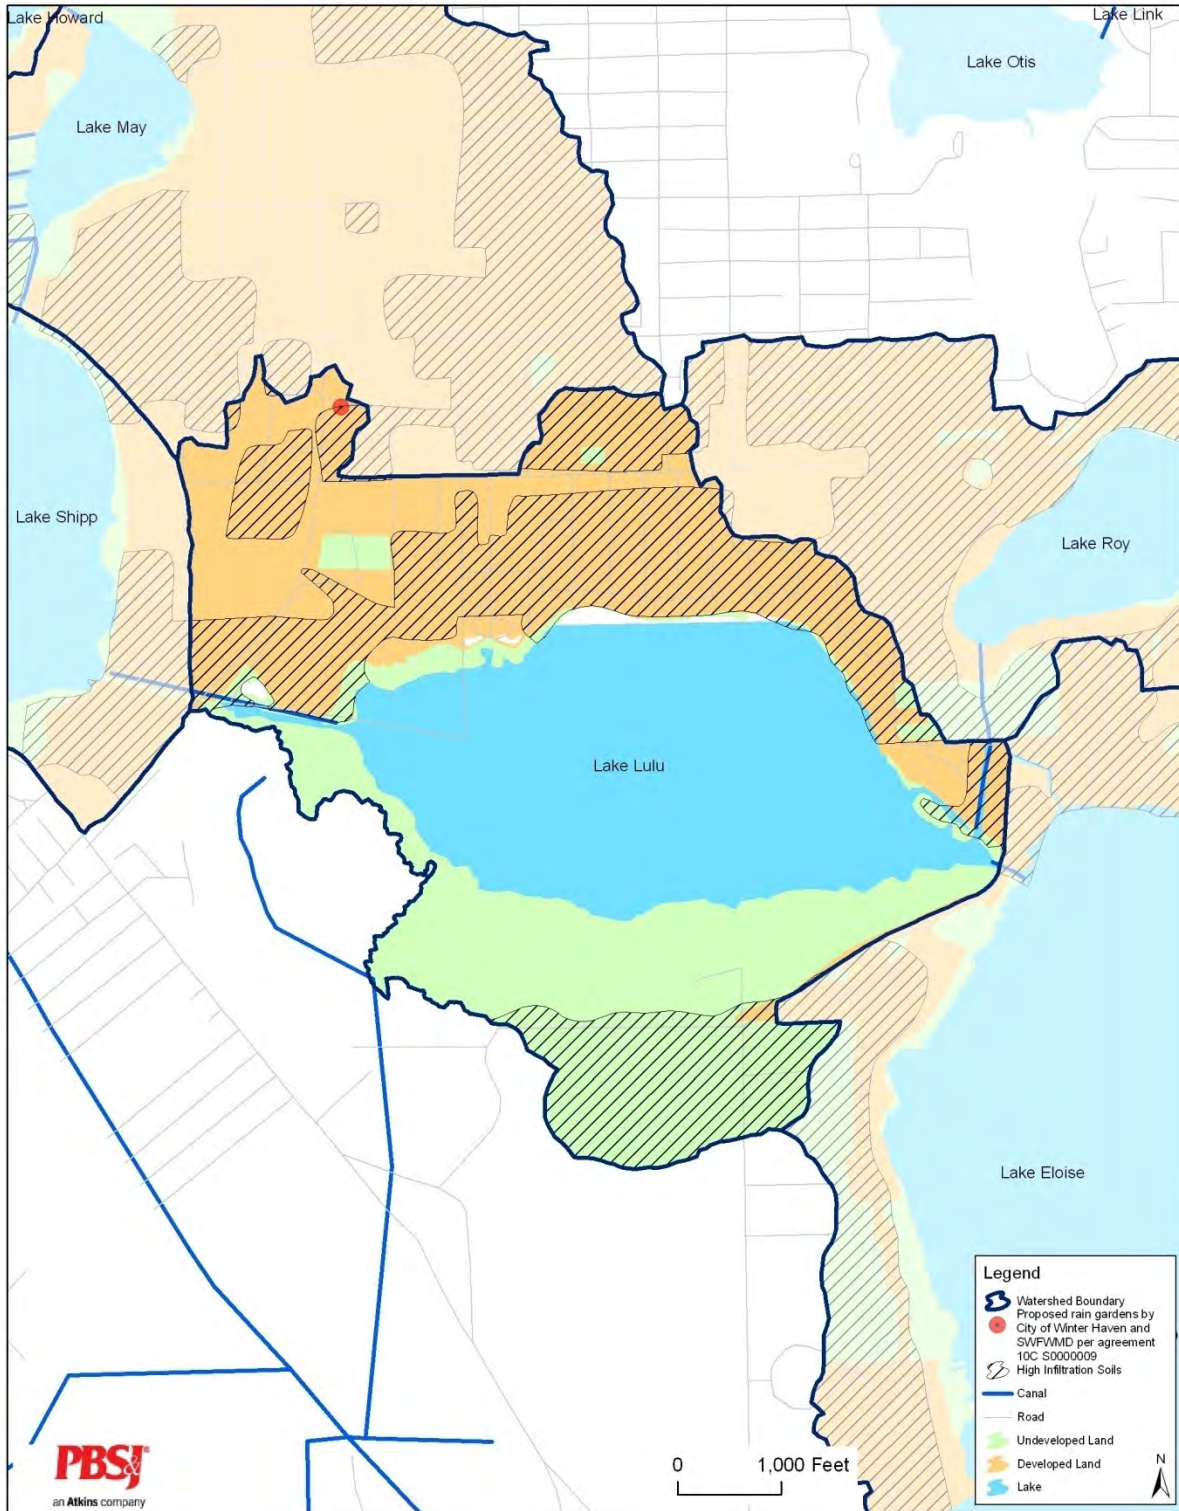 Lake Howard
Lake Link
Lake Otis
Lake May
Lake Shipp
Lake Roy
Lake Lulu
Lake Eloise
Legend
Watershed Boundary
Proposed rain gardens by
City of Winter Haven and
SWFWMD per agreement
10C S0000009
High Infiltration Soils
Canal
Road
Undeveloped Land
Developed Land
Lake
N
0 1,000 Feet
PBS&J®
an Atkins company